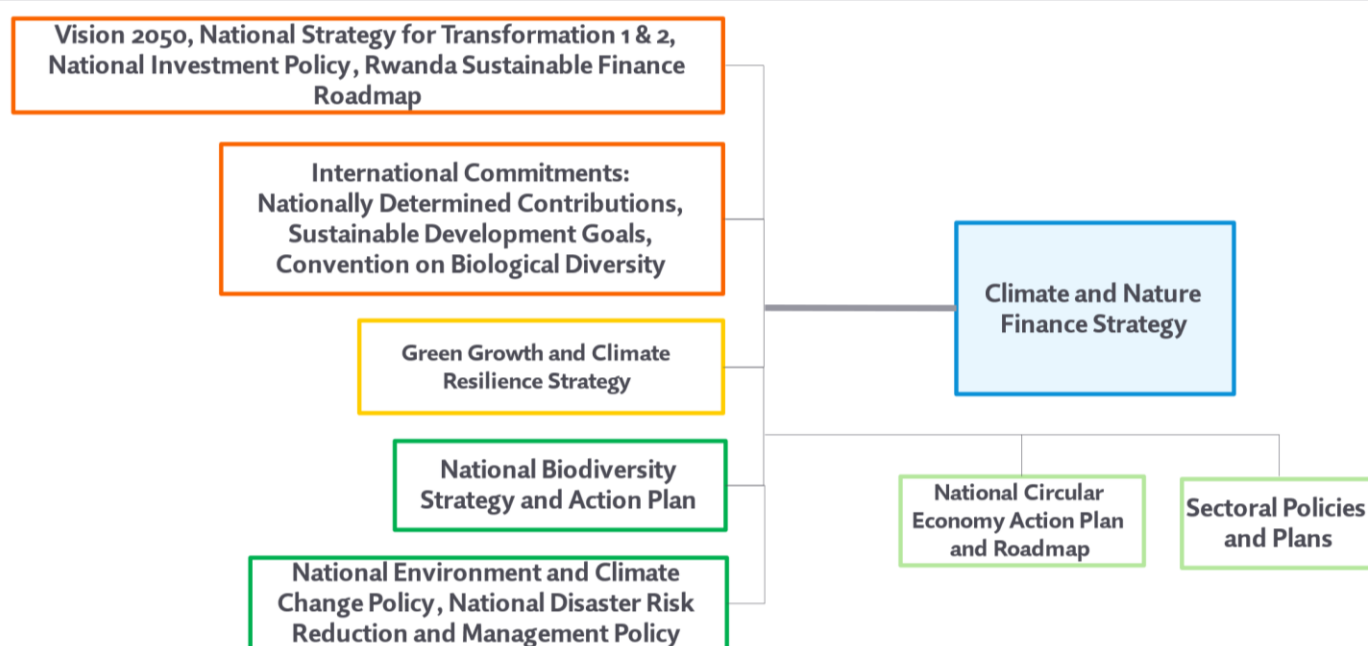 Vision 2050, National Strategy for Transformation 1 & 2,
National Investment Policy, Rwanda Sustainable Finance
Roadmap
International Commitments:
Nationally Determined Contributions,
Sustainable Development Goals,
Convention on Biological Diversity
Green Growth and Climate
Resilience Strategy
National Biodiversity
Strategy and Action Plan
National Environment and Climate
Change Policy, National Disaster Risk
Reduction and Management Policy
Climate and Nature
Finance Strategy
National Circular
Economy Action Plan
and Roadmap
Sectoral Policies
and Plans